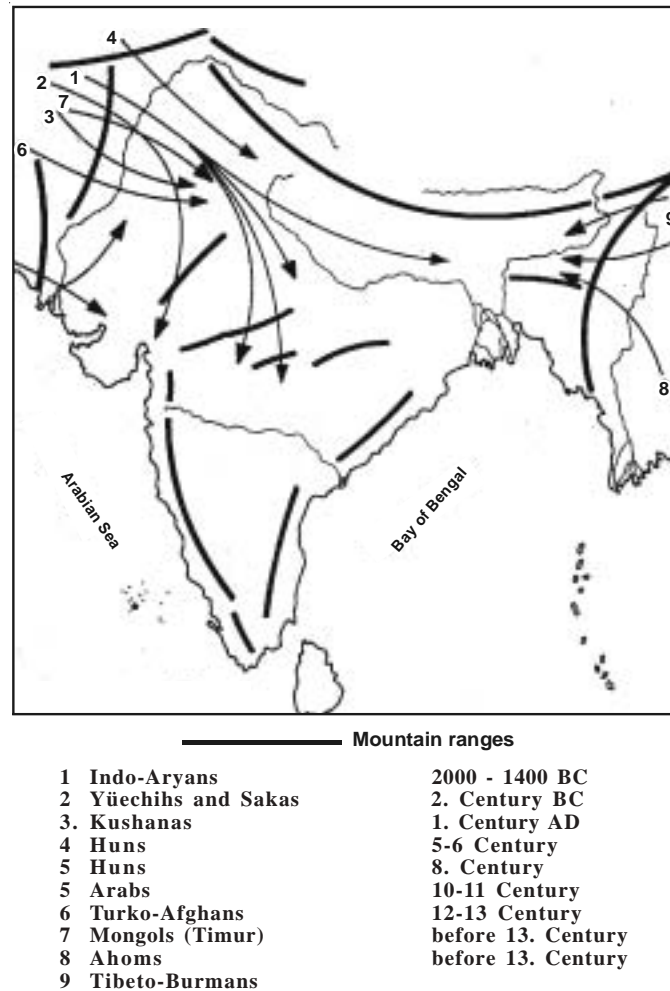 4
1
2
7
3
6
9
8
Arabian Sea
Bay of Bengal
Mountain ranges
1 Indo-Aryans 2000 - 1400 BC
2 Yüechihs and Sakas 2. Century BC
3. Kushanas 1. Century AD
4 Huns 5-6 Century
5 Huns 8. Century
5 Arabs 10-11 Century
6 Turko-Afghans 12-13 Century
7 Mongols (Timur) before 13. Century
8 Ahoms before 13. Century
9 Tibeto-Burmans